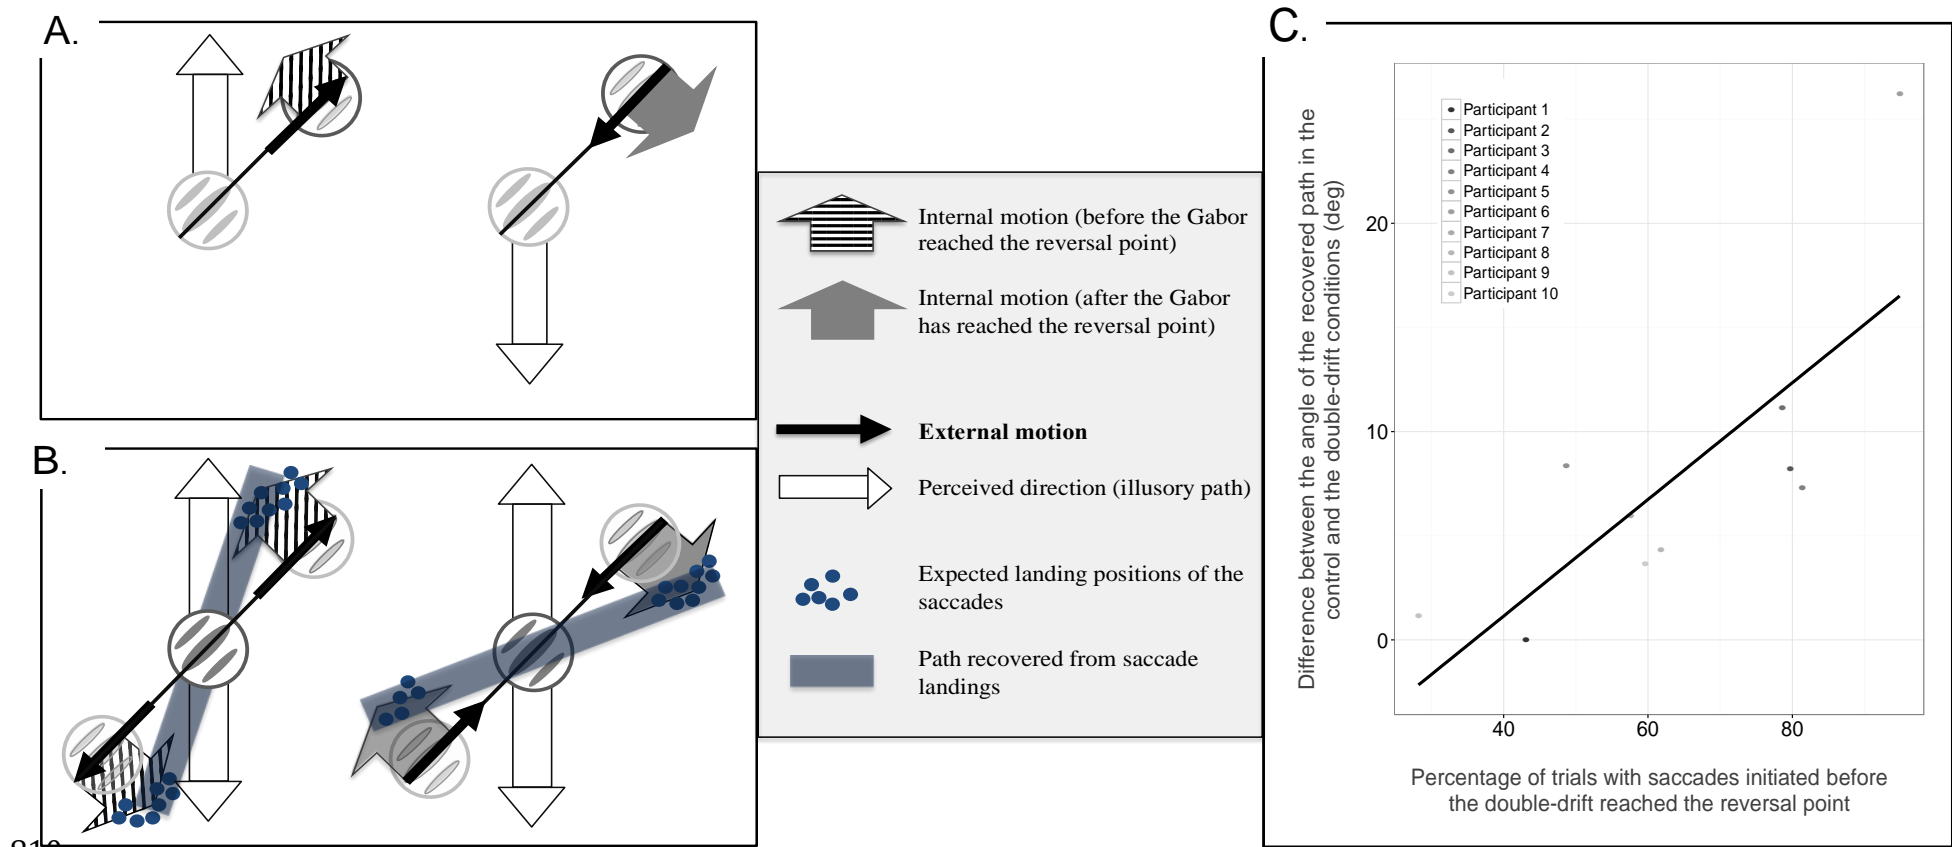 A.
Internal motion (before the Gabor
reached the reversal point)
Internal motion (after the Gabor
has reached the reversal point)
External motion
Perceived direction (illusory path)
Expected landing positions of the
saccades
Path recovered from saccade
landings
B.
C.
Difference between the angle of the recovered path in the
control and the double-drift conditions (deg)
20
10
0
Participant 1
Participant 2
Participant 3
Participant 4
Participant 5
Participant 6
Participant 7
Participant 8
Participant 9
Participant 10
40
60
80
Percentage of trials with saccades initiated before
the double-drift reached the reversal point